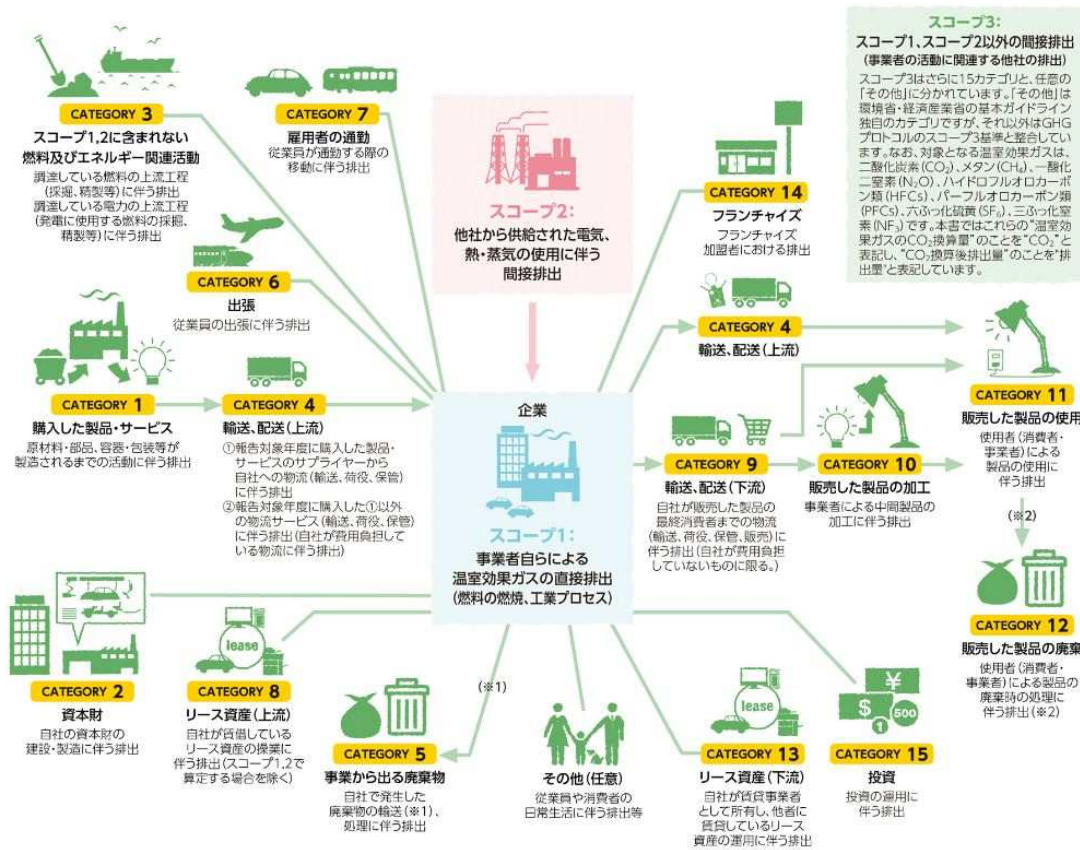 スコープ3:
スコープ1、スコープ2以外の間接排出
(事業者の活動に関連する他社の排出)
スコープ3はさらに15カテゴリと、任意の
「その他」に分かれています。「その他」は
環境省・経済産業省の基本ガイドライン
独自のカテゴリですが、それ以外はGHG
プロトコルのスコープ3基準と整合してい
ます。なお、対象となる温室効果ガスは、
二酸化炭素(CO₂)、メタン(CH₄)、一酸化
二窒素(N₂O)、ハイドロフルオロカーボ
ン類(HFCs)、パーフルオロカーボン類
(PFCs)、六ふっ化硫黄(SF₆)、三ふっ化窒
素(NF₃)です。本書ではこれらの"温室効
果ガスのCO₂換算量"のことを"CO₂"と
表記し、"CO₂換算後排出量"のことを"排
出量"と表記しています。
CATEGORY 3
スコープ1,2に含まれない
燃料及びエネルギー関連活動
調達している燃料の上流工程
(採掘、精製等)に伴う排出
調達している電力の上流工程
(発電に使用する燃料の採掘、
精製等)に伴う排出
CATEGORY 7
雇用者の通勤
従業員が通勤する際の
移動に伴う排出
スコープ2:
他社から供給された電気、
熱・蒸気の使用に伴う
間接排出
CATEGORY 14
フランチャイズ
フランチャイズ
加盟者における排出
CATEGORY 6
出張
従業員の出張に伴う排出
CATEGORY 4
輸送、配送(上流)
CATEGORY 1
購入した製品・サービス
原材料・部品、容器・包装等が
製造されるまでの活動に伴う排出
CATEGORY 4
輸送、配送(上流)
①報告対象年度に購入した製品・
サービスのサプライヤーから
自社への物流(輸送、荷役、保管)
に伴う排出
②報告対象年度に購入した①以外
の物流サービス(輸送、荷役、保管)
に伴う排出(自社が費用負担して
いる物流に伴う排出)
企業
スコープ1:
事業者自らによる
温室効果ガスの直接排出
(燃料の燃焼、工業プロセス)
CATEGORY 9
輸送、配送(下流)
自社が販売した製品の
最終消費者までの物流
(輸送、荷役、保管、販売)に
伴う排出(自社が費用負担
していないものに限る。)
CATEGORY 10
販売した製品の加工
事業者による中間製品の
加工に伴う排出
CATEGORY 11
販売した製品の使用
使用者(消費者・
事業者)による
製品の使用に
伴う排出
(※2)
CATEGORY 12
販売した製品の廃棄
使用者(消費者・
事業者)による製品の
廃棄時の処理に
伴う排出(※2)
CATEGORY 2
資本財
自社の資本財の
建設・製造に伴う排出
lease
CATEGORY 8
リース資産(上流)
自社が賃借している
リース資産の操業に
伴う排出(スコープ1,2で
算定する場合を除く)
(※1)
CATEGORY 5
事業から出る廃棄物
自社で発生した
廃棄物の輸送(※1)、
処理に伴う排出
その他(任意)
従業員や消費者の
日常生活に伴う排出等
lease
CATEGORY 13
リース資産(下流)
自社が賃貸事業者
として所有し、他者に
賃貸しているリース
資産の運用に伴う排出
¥
$
1
500
CATEGORY 15
投資
投資の運用に
伴う排出